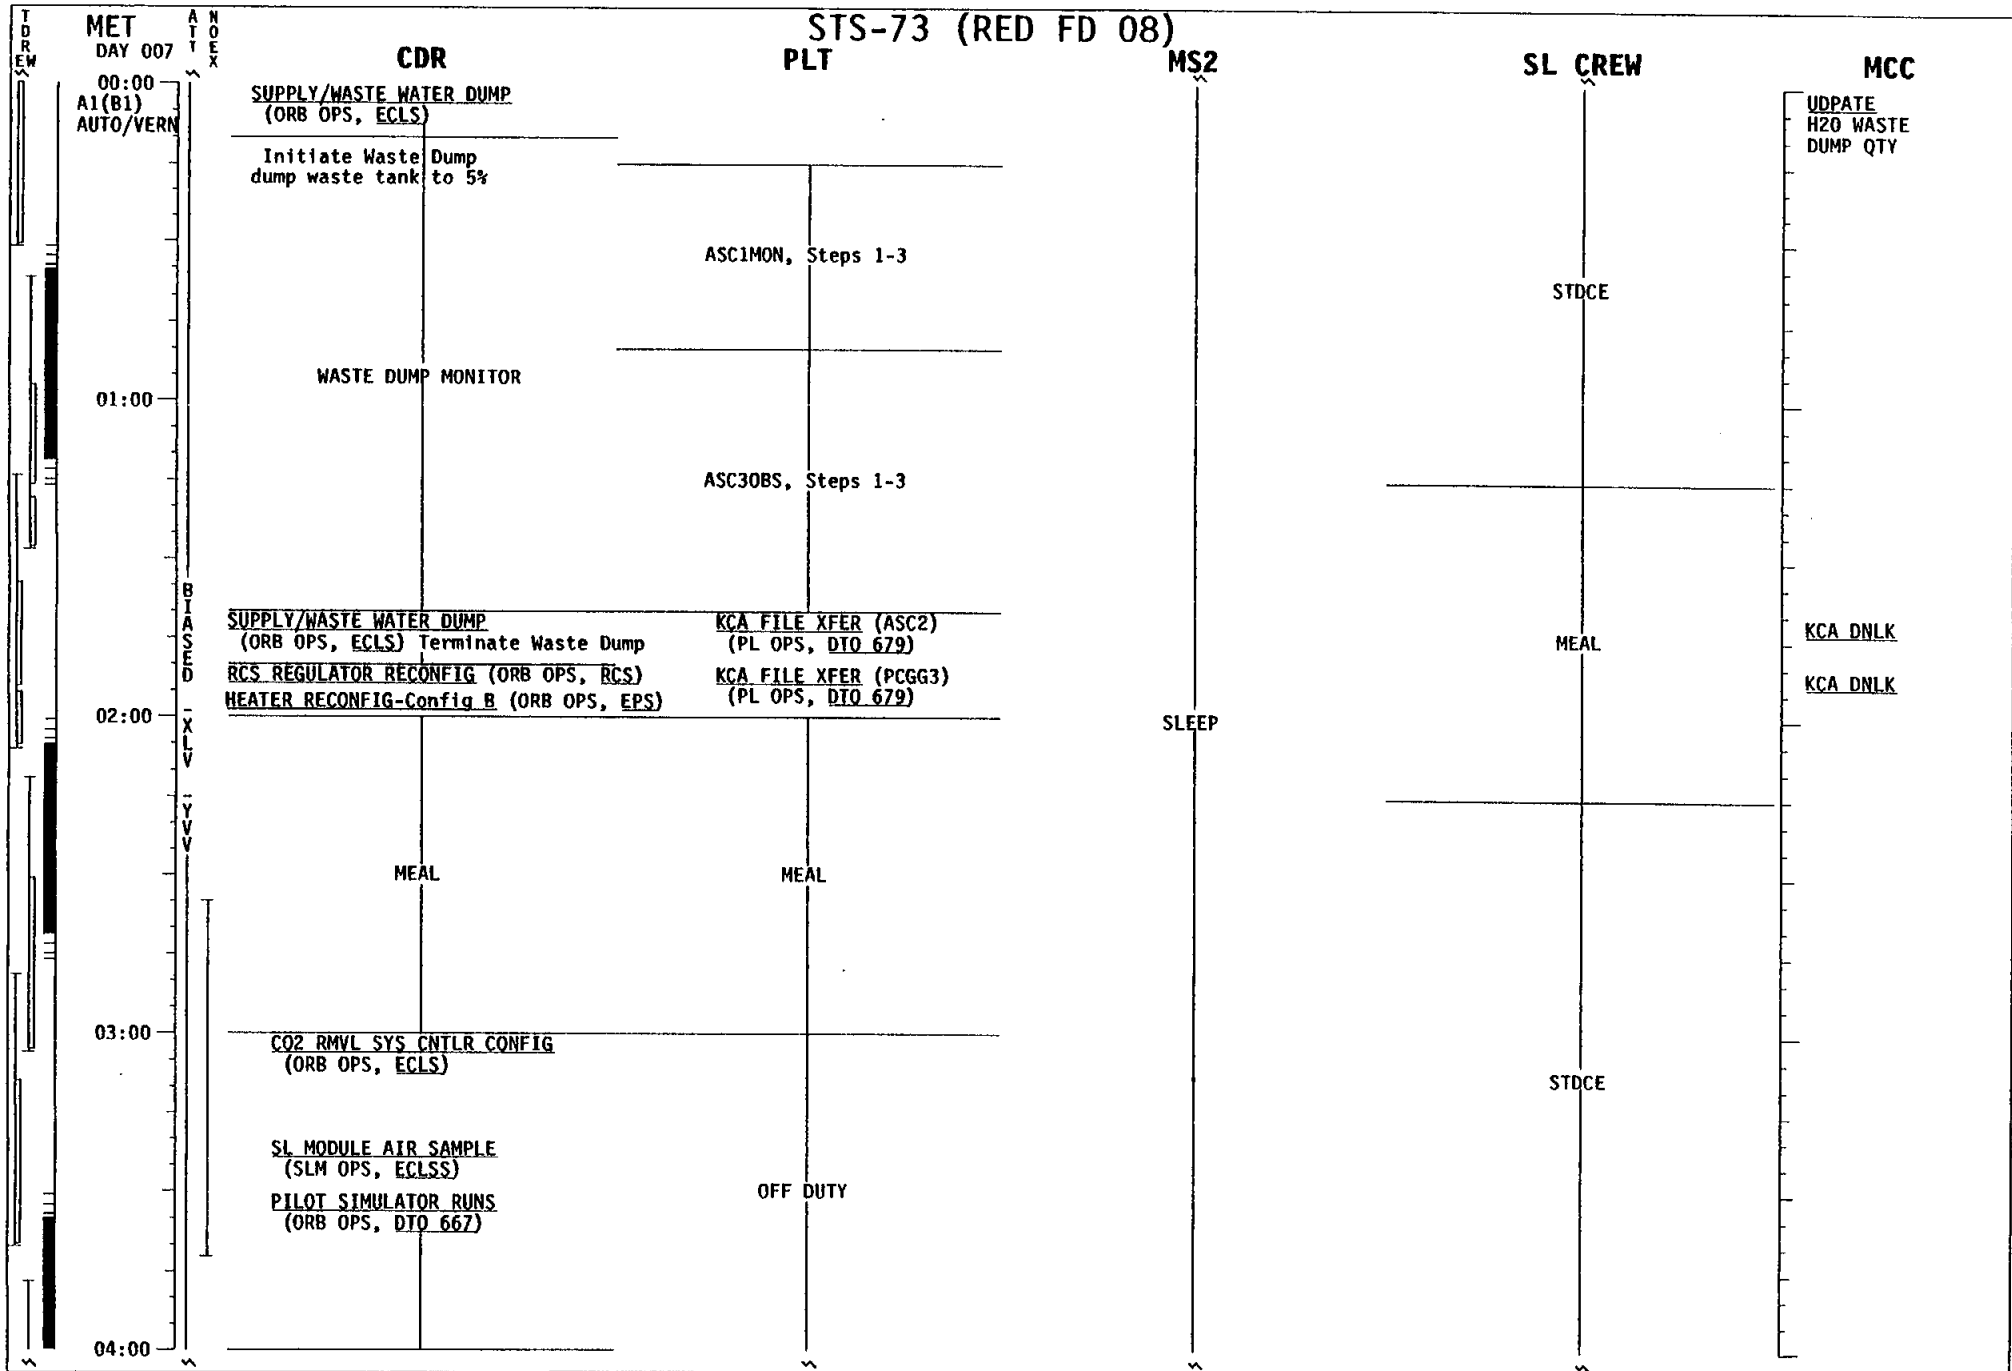 STS-73 (RED FD 08)
TDREW
MET
DAY 007
ATT
NOEX
CDR
PLT
MS2
SL CREW
MCC
00:00
A1(B1)
AUTO/VERN
SUPPLY/WASTE WATER DUMP
(ORB OPS, ECLS)
Initiate Waste Dump
dump waste tank to 5%
WASTE DUMP MONITOR
01:00
SUPPLY/WASTE WATER DUMP
(ORB OPS, ECLS) Terminate Waste Dump
RCS REGULATOR RECONFIG (ORB OPS, RCS)
HEATER RECONFIG-Config B (ORB OPS, EPS)
02:00
BIASED
-XLV
-YVV
MEAL
03:00
CO2 RMVL SYS CNTLR CONFIG
(ORB OPS, ECLS)
SL MODULE AIR SAMPLE
(SLM OPS, ECLSS)
PILOT SIMULATOR RUNS
(ORB OPS, DTO 667)
04:00
ASC1MON, Steps 1-3
ASC3OBS, Steps 1-3
KCA FILE XFER (ASC2)
(PL OPS, DTO 679)
KCA FILE XFER (PCGG3)
(PL OPS, DTO 679)
MEAL
OFF DUTY
SLEEP
STDCE
MEAL
STDCE
UDPATE
H20 WASTE
DUMP QTY
KCA DNLK
KCA DNLK